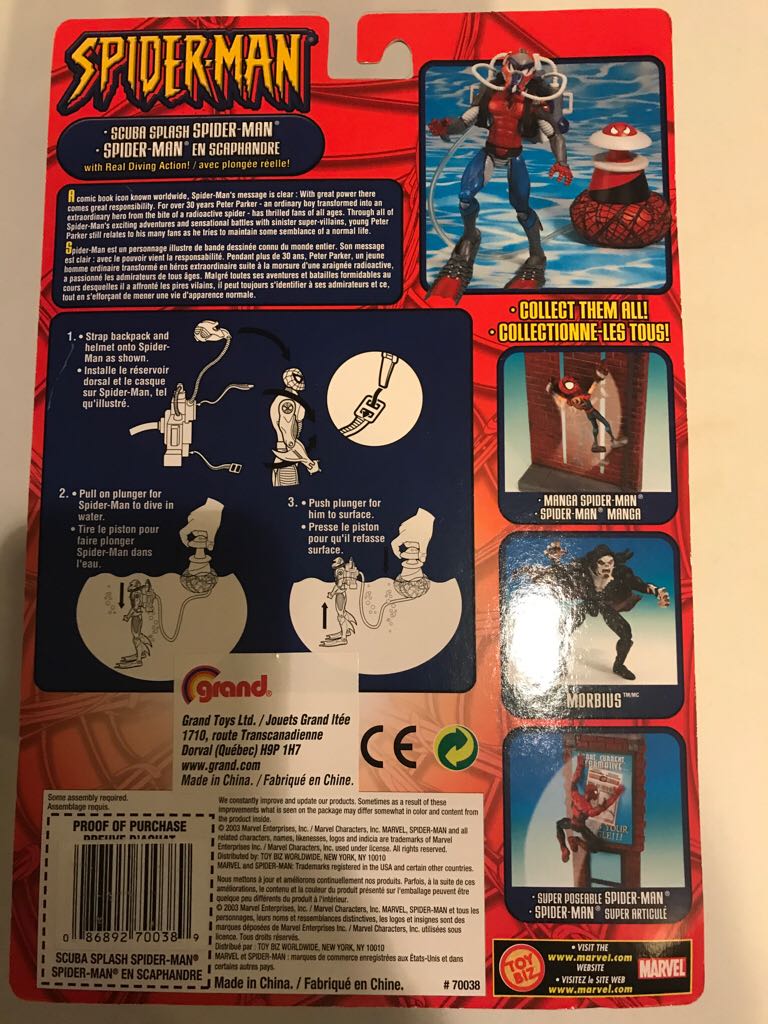 SPIDER-MAN®
• SCUBA SPLASH SPIDER-MAN®
• SPIDER-MAN® EN SCAPHANDRE
with Real Diving Action! / avec plongée réelle!
A comic book icon known worldwide, Spider-Man's message is clear : With great power there
comes great responsibility. For over 30 years Peter Parker - an ordinary boy transformed into an
extraordinary hero from the bite of a radioactive spider - has thrilled fans of all ages. Through all of
Spider-Man's exciting adventures and sensational battles with sinister super-villains, young Peter
Parker still relates to his many fans as he tries to maintain some semblance of a normal life.
Spider-Man est un personnage illustre de bande dessinée connu du monde entier. Son message
est clair : avec le pouvoir vient la responsabilité. Pendant plus de 30 ans, Peter Parker, un jeune
homme ordinaire transformé en héros extraordinaire suite à la morsure d'une araignée radioactive,
a passionné les admirateurs de tous âges. Malgré toutes ses aventures et batailles formidables au
cours desquelles il a affronté les pires vilains, il peut toujours s'identifier à ses admirateurs et ce,
tout en s'efforçant de mener une vie d'apparence normale.
• COLLECT THEM ALL!
• COLLECTIONNE-LES TOUS!
1. • Strap backpack and
helmet onto Spider-
Man as shown.
• Installe le réservoir
dorsal et le casque
sur Spider-Man, tel
qu'illustré.
2. • Pull on plunger for
Spider-Man to dive in
water.
• Tire le piston pour
faire plonger
Spider-Man dans
l'eau.
3. • Push plunger for
him to surface.
• Presse le piston
pour qu'il refasse
surface.
• MANGA SPIDER-MAN®
• SPIDER-MAN® MANGA
MORBIUS TM/MC
• SUPER POSEABLE SPIDER-MAN®
• SPIDER-MAN® SUPER ARTICULÉ
grand®
Grand Toys Ltd. / Jouets Grand ltée
1710, route Transcanadienne
Dorval (Québec) H9P 1H7
www.grand.com
Made in China. / Fabriqué en Chine.
CE
Some assembly required.
Assemblage requis.
PROOF OF PURCHASE
PREUVE D'ACHAT
0 86892 70038 9
SCUBA SPLASH SPIDER-MAN®
SPIDER-MAN® EN SCAPHANDRE
We constantly improve and update our products. Sometimes as a result of these
improvements what is seen on the package may differ somewhat in color and content from
the product inside.
© 2003 Marvel Enterprises, Inc. / Marvel Characters, Inc. MARVEL, SPIDER-MAN and all
related characters, names, likenesses, logos and indicia are trademarks of Marvel
Enterprises Inc. / Marvel Characters, Inc. used under license. All rights reserved.
Distributed by: TOY BIZ WORLDWIDE, NEW YORK, NY 10010
MARVEL and SPIDER-MAN: Trademarks registered in the USA and certain other countries.
Nous mettons à jour et améliorons continuellement nos produits. Parfois, à la suite de ces
améliorations, le contenu et la couleur du produit présenté sur l'emballage peuvent être
quelque peu différents du produit à l'intérieur.
© 2003 Marvel Enterprises, Inc. / Marvel Characters, Inc. MARVEL, SPIDER-MAN et tous les
personnages, leurs noms et ressemblances distinctives, les logos et insignes sont des
marques déposées de Marvel Enterprises, Inc. / Marvel Characters, Inc. utilisées sous
licence. Tous droits réservés.
Distribué par : TOY BIZ WORLDWIDE, NEW YORK, NY 10010
MARVEL et SPIDER-MAN : marques de commerce enregistrées aux États-Unis et dans
certains autres pays.
Made in China. / Fabriqué en Chine. # 70038
TOY BIZ
• VISIT THE
www.marvel.com
WEBSITE
• VISITEZ le SITE WEB
www.marvel.com
MARVEL